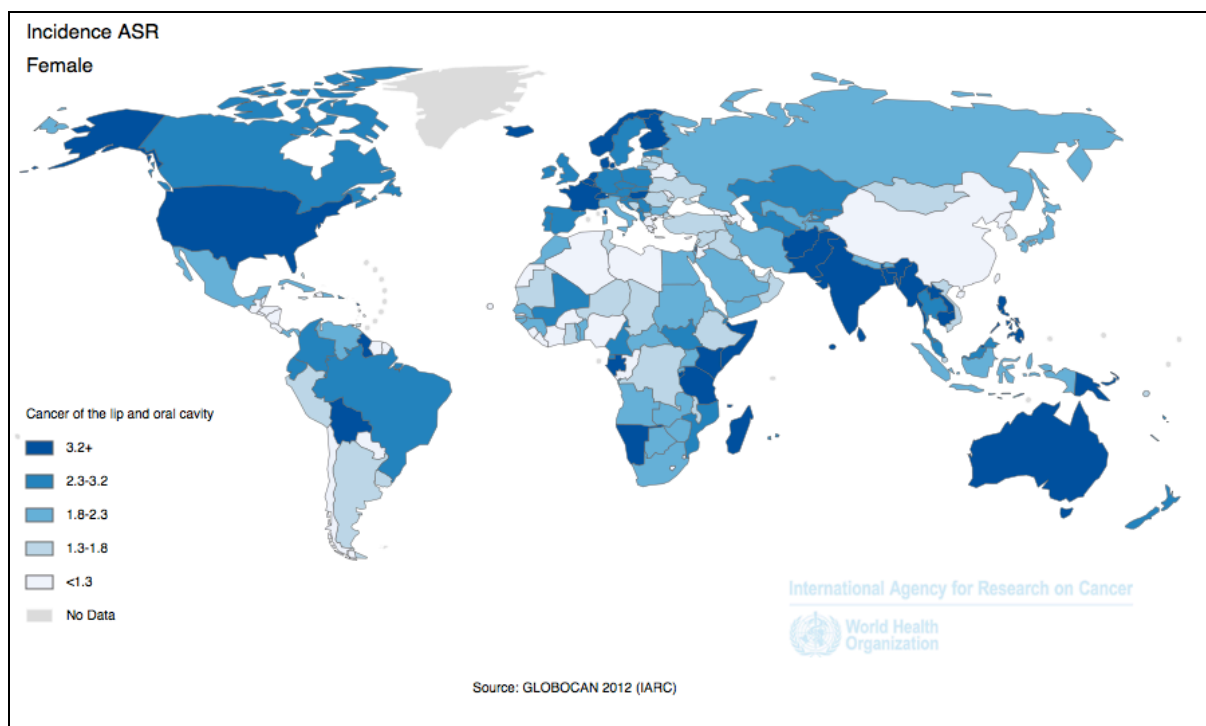 Incidence ASR
Female
Cancer of the lip and oral cavity
3.2+
2.3-3.2
1.8-2.3
1.3-1.8
<1.3
No Data
International Agency for Research on Cancer
World Health
Organization
Source: GLOBOCAN 2012 (IARC)